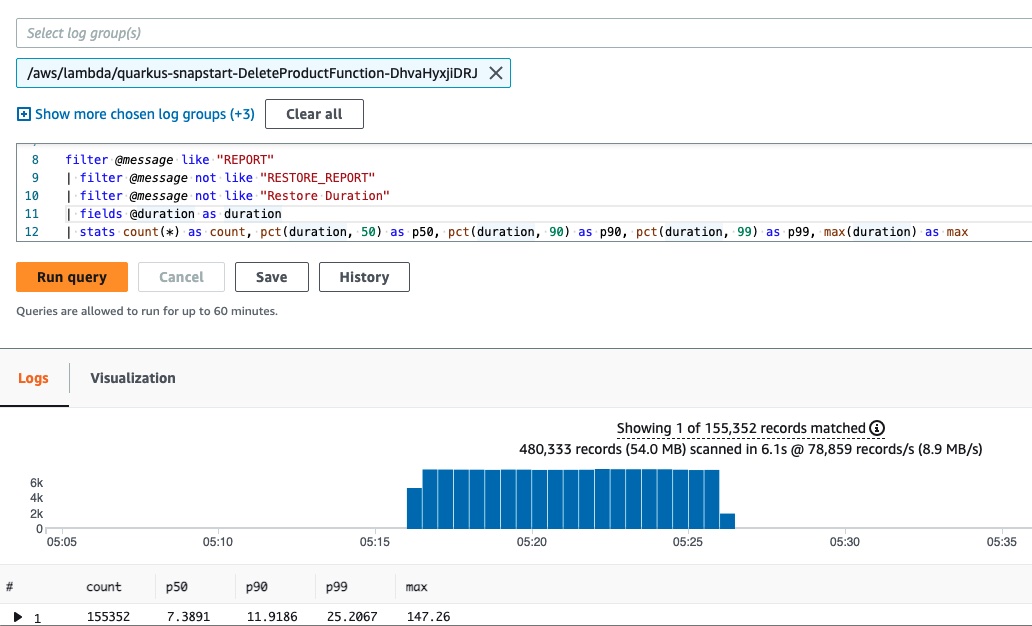 Select log group(s)
/aws/lambda/quarkus-snapstart-DeleteProductFunction-DhvaHyxjiDRJ
Show more chosen log groups (+3) Clear all
8 filter @message like "REPORT"
9 | filter @message not like "RESTORE_REPORT"
10 | filter @message not like "Restore Duration"
11 | fields @duration as duration
12 | stats count(*) as count, pct(duration, 50) as p50, pct(duration, 90) as p90, pct(duration, 99) as p99, max(duration) as max
Run query Cancel Save History
Queries are allowed to run for up to 60 minutes.
Logs Visualization
Showing 1 of 155,352 records matched
480,333 records (54.0 MB) scanned in 6.1s @ 78,859 records/s (8.9 MB/s)
6k
4k
2k
0
05:05 05:10 05:15 05:20 05:25 05:30 05:35
# count p50 p90 p99 max
1 155352 7.3891 11.9186 25.2067 147.26